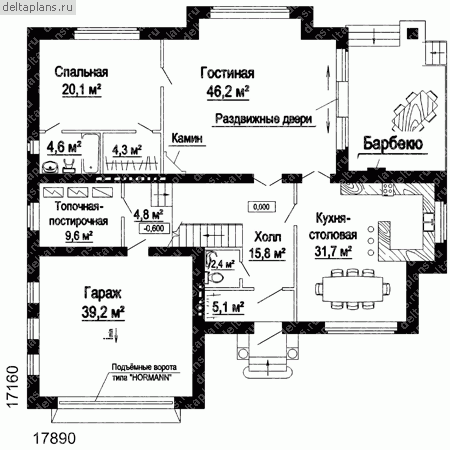 deltaplans.ru
Спальная
20,1 м²
Гостиная
46,2 м²
Раздвижные двери
Барбекю
4,6 м²
4,3 м²
Камин
Топочная-
постирочная
9,6 м²
4,8 м²
-0,600
0,000
Холл
15,8 м²
Кухня-
столовая
31,7 м²
2,4 м²
5,1 м²
Гараж
39,2 м²
Подъёмные ворота
типа "HORMANN"
17160
17890